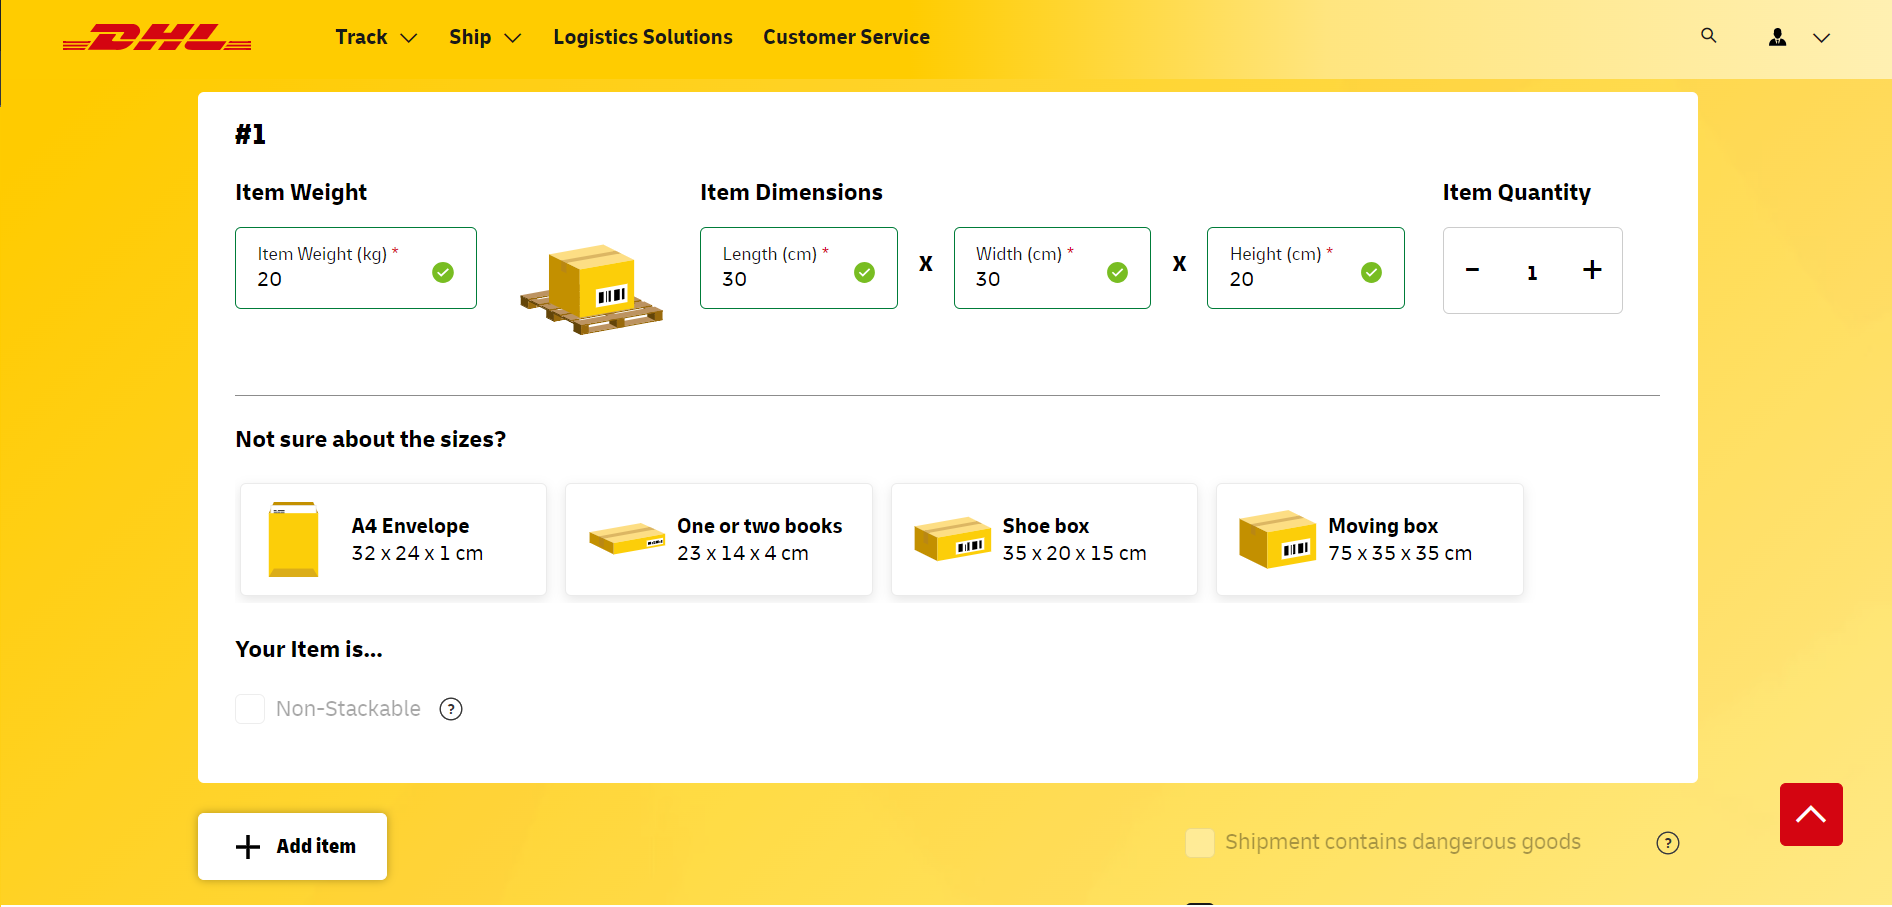 DHL
Track
Ship
Logistics Solutions
Customer Service
#1
Item Weight
Item Dimensions
Item Quantity
Item Weight (kg) *
20
Length (cm) *
30
X
Width (cm) *
30
X
Height (cm) *
20
- 1 +
Not sure about the sizes?
A4 Envelope
32 x 24 x 1 cm
One or two books
23 x 14 x 4 cm
Shoe box
35 x 20 x 15 cm
Moving box
75 x 35 x 35 cm
Your Item is...
Non-Stackable ?
+ Add item
Shipment contains dangerous goods ?